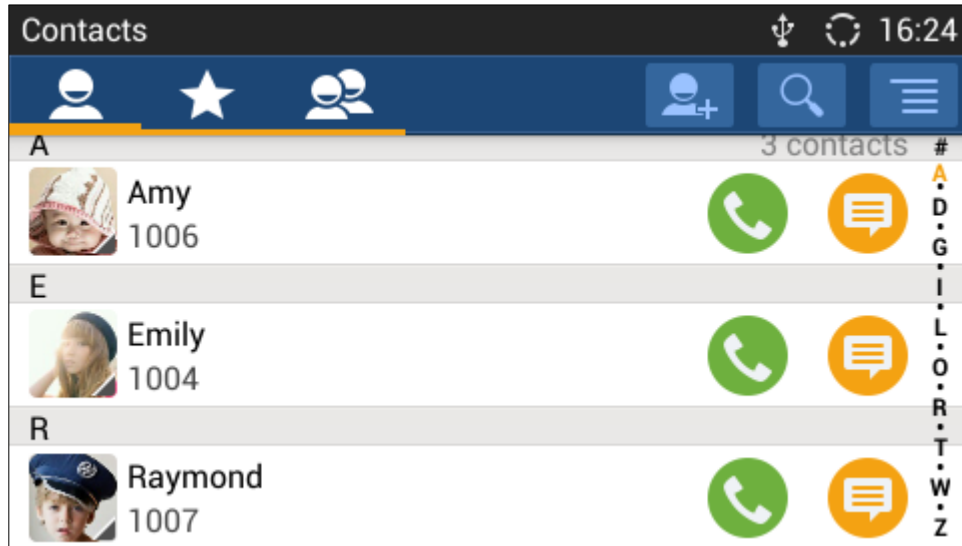 Contacts 16:24
A 3 contacts
Amy
1006
E
Emily
1004
R
Raymond
1007
#
A
D
G
I
L
O
R
T
W
Z